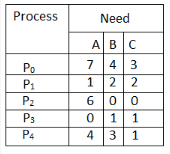 Process Need
A B C
P0 7 4 3
P1 1 2 2
P2 6 0 0
P3 0 1 1
P4 4 3 1